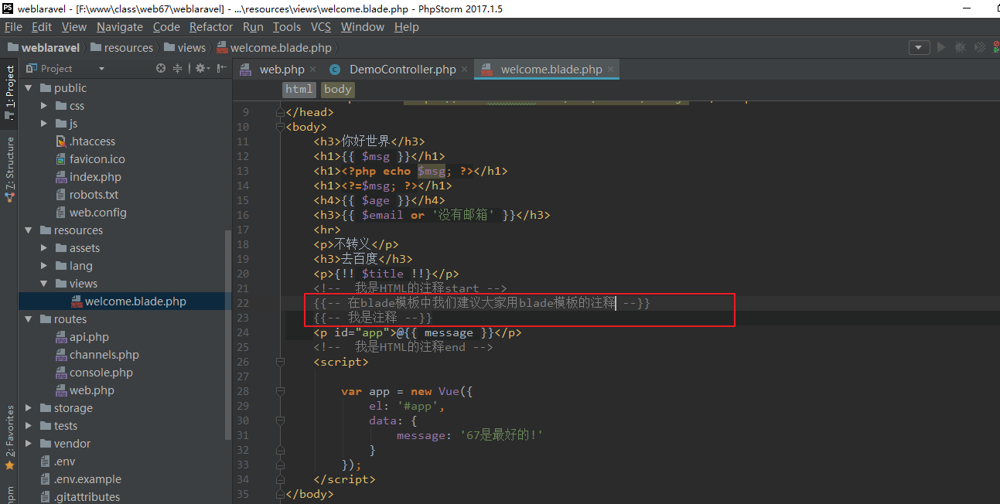 PS weblaravel - [F:\www\class\web67\weblaravel] - ...\resources\views\welcome.blade.php - PhpStorm 2017.1.5
File Edit View Navigate Code Refactor Run Tools VCS Window Help
weblaravel resources views welcome.blade.php
1: Project
7: Structure
2: Favorites
npm
Project
public
css
js
.htaccess
favicon.ico
index.php
robots.txt
web.config
resources
assets
lang
views
welcome.blade.php
routes
api.php
channels.php
console.php
web.php
storage
tests
vendor
.env
.env.example
.gitattributes
web.php DemoController.php welcome.blade.php
html body
9 </head>
10 <body>
11 <h3>你好世界</h3>
12 <h1>{{ $msg }}</h1>
13 <h1><?php echo $msg; ?></h1>
14 <h1><?=$msg; ?></h1>
15 <h4>{{ $age }}</h4>
16 <h3>{{ $email or '没有邮箱' }}</h3>
17 <hr>
18 <p>不转义</p>
19 <h3>去百度</h3>
20 <p>{!! $title !!}</p>
21 <!--  我是HTML的注释start -->
22 {{-- 在blade模板中我们建议大家用blade模板的注释 --}}
23 {{-- 我是注释 --}}
24 <p id="app">@{{ message }}</p>
25 <!--  我是HTML的注释end -->
26 <script>
27
28 var app = new Vue({
29 el: '#app',
30 data: {
31 message: '67是最好的!'
32 }
33 });
34 </script>
35 </body>